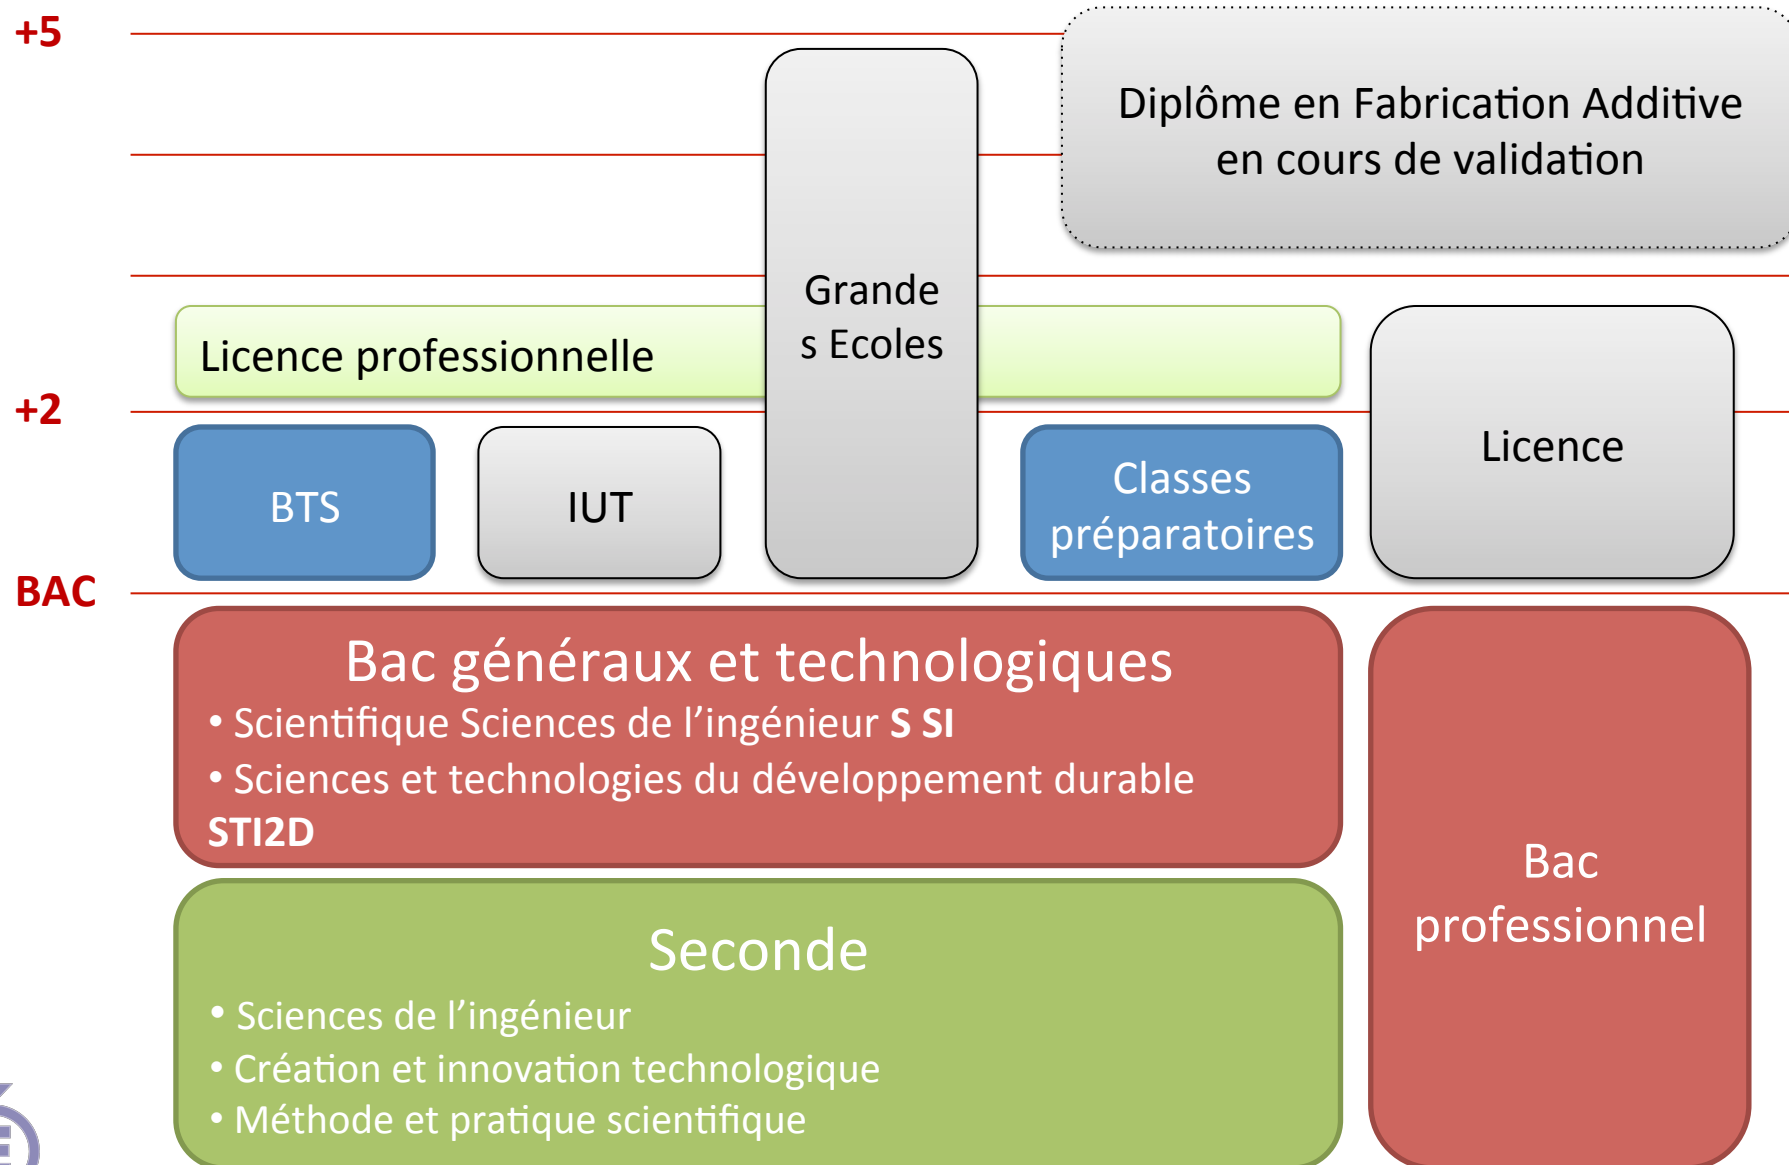 +5
Diplôme en Fabrication Additive
en cours de validation
Grande
s Ecoles
Licence professionnelle
+2
Licence
BTS
IUT
Classes
préparatoires
BAC
Bac généraux et technologiques
• Scientifique Sciences de l’ingénieur S SI
• Sciences et technologies du développement durable
STI2D
Bac
professionnel
Seconde
• Sciences de l’ingénieur
• Création et innovation technologique
• Méthode et pratique scientifique